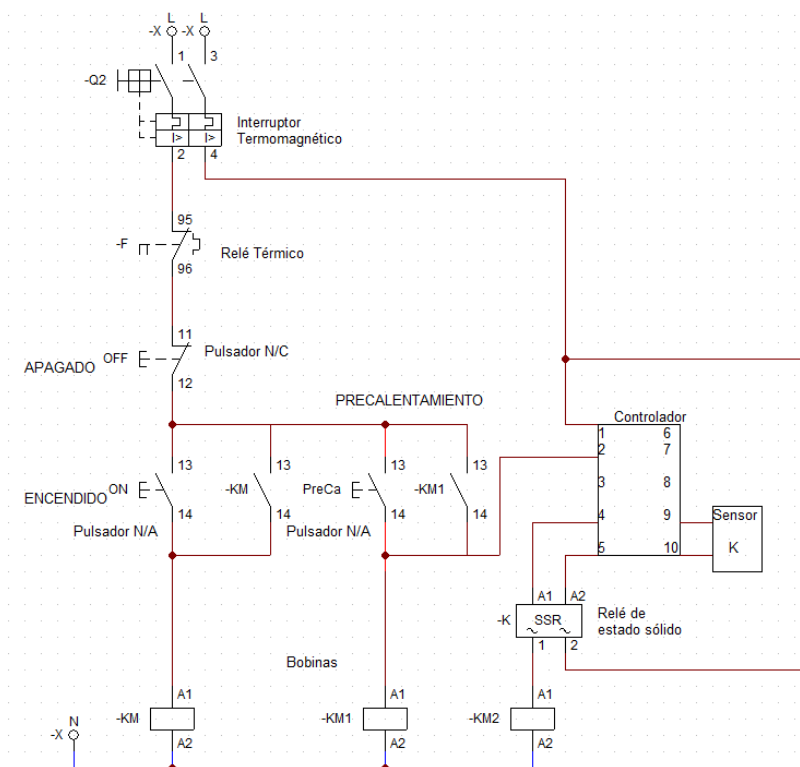 L L
-X -X
1 3
-Q2
Interruptor
Termomagnético
I> I>
2 4
95
-F
Relé Térmico
96
11
OFF
Pulsador N/C
APAGADO
12
PRECALENTAMIENTO
Controlador
1 6
2 7
13 13 13 13
ON -KM PreCa -KM1
3 8
ENCENDIDO
14 14 14 14
4 9
Sensor
Pulsador N/A Pulsador N/A
5 10
K
A1 A2
-K SSR
Relé de
estado sólido
1 2
Bobinas
A1 A1 A1
-KM -KM1 -KM2
N
-X
A2 A2 A2